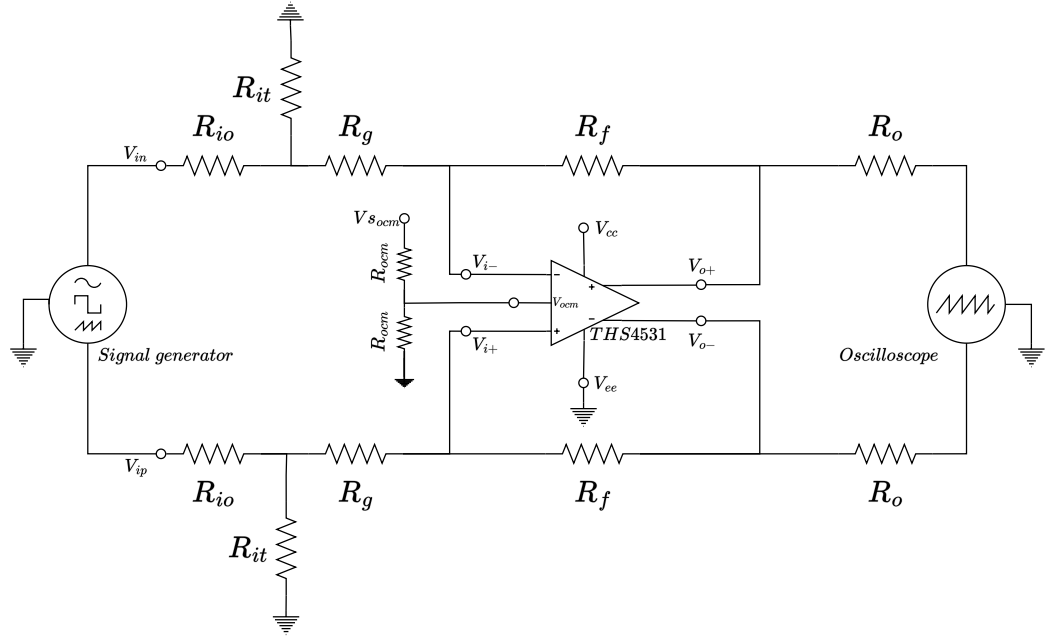 R_it
R_io
R_g
R_f
R_o
V_in
Vs_ocm
V_cc
R_ocm
V_i−
−
V_o+
+
V_ocm
R_ocm
−
+
THS4531
V_i+
V_o−
Signal generator
Oscilloscope
V_ee
V_ip
R_io
R_g
R_f
R_o
R_it